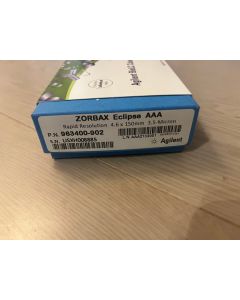 Agilent
ZORBAX Eclipse AAA
Rapid Resolution 4.6 x 150mm 3.5-Micron
P.N. 963400-902
Agilent